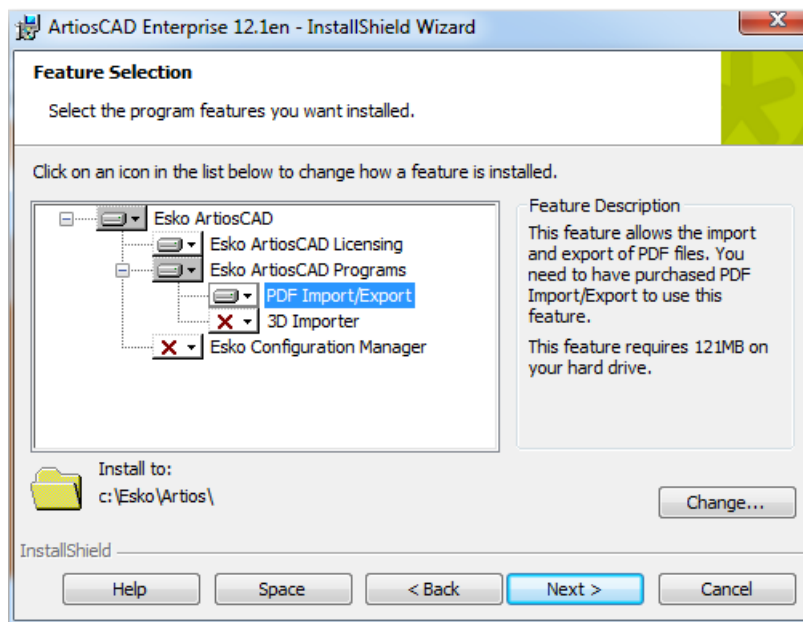 ArtiosCAD Enterprise 12.1en - InstallShield Wizard
Feature Selection
Select the program features you want installed.
Click on an icon in the list below to change how a feature is installed.
Esko ArtiosCAD
Esko ArtiosCAD Licensing
Esko ArtiosCAD Programs
PDF Import/Export
3D Importer
Esko Configuration Manager
Feature Description
This feature allows the import
and export of PDF files. You
need to have purchased PDF
Import/Export to use this
feature.
This feature requires 121MB on
your hard drive.
Install to:
c:\Esko\Artios\
Change...
InstallShield
Help
Space
< Back
Next >
Cancel